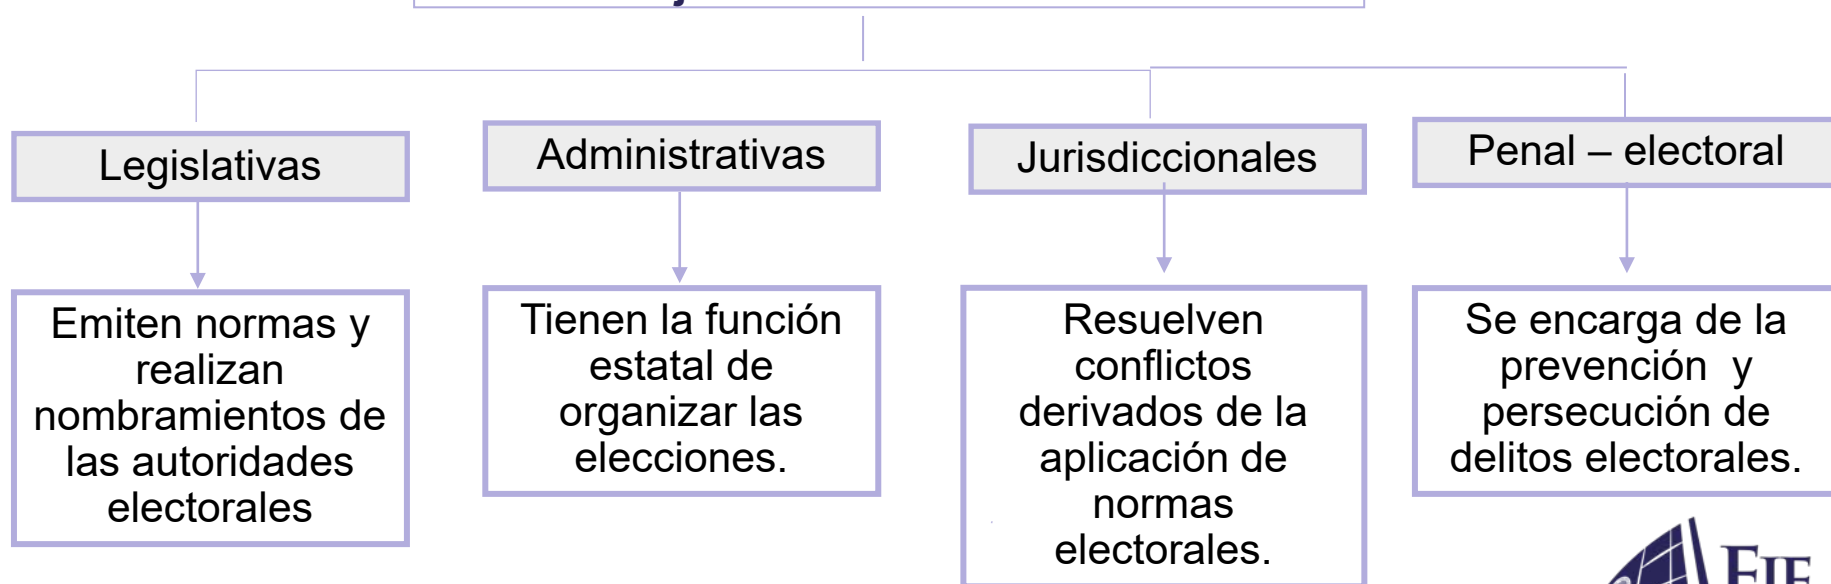 Legislativas
Administrativas
Jurisdiccionales
Penal – electoral
Emiten normas y
realizan
nombramientos de
las autoridades
electorales
Tienen la función
estatal de
organizar las
elecciones.
Resuelven
conflictos
derivados de la
aplicación de
normas
electorales.
Se encarga de la
prevención y
persecución de
delitos electorales.